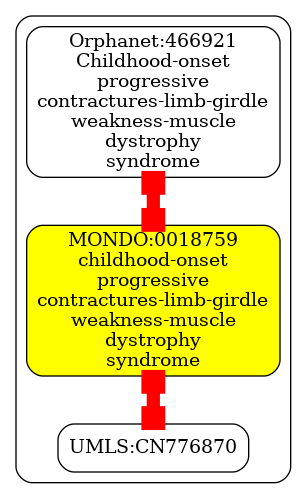 Orphanet:466921
Childhood-onset
progressive
contractures-limb-girdle
weakness-muscle
dystrophy
syndrome
MONDO:0018759
childhood-onset
progressive
contractures-limb-girdle
weakness-muscle
dystrophy
syndrome
UMLS:CN776870